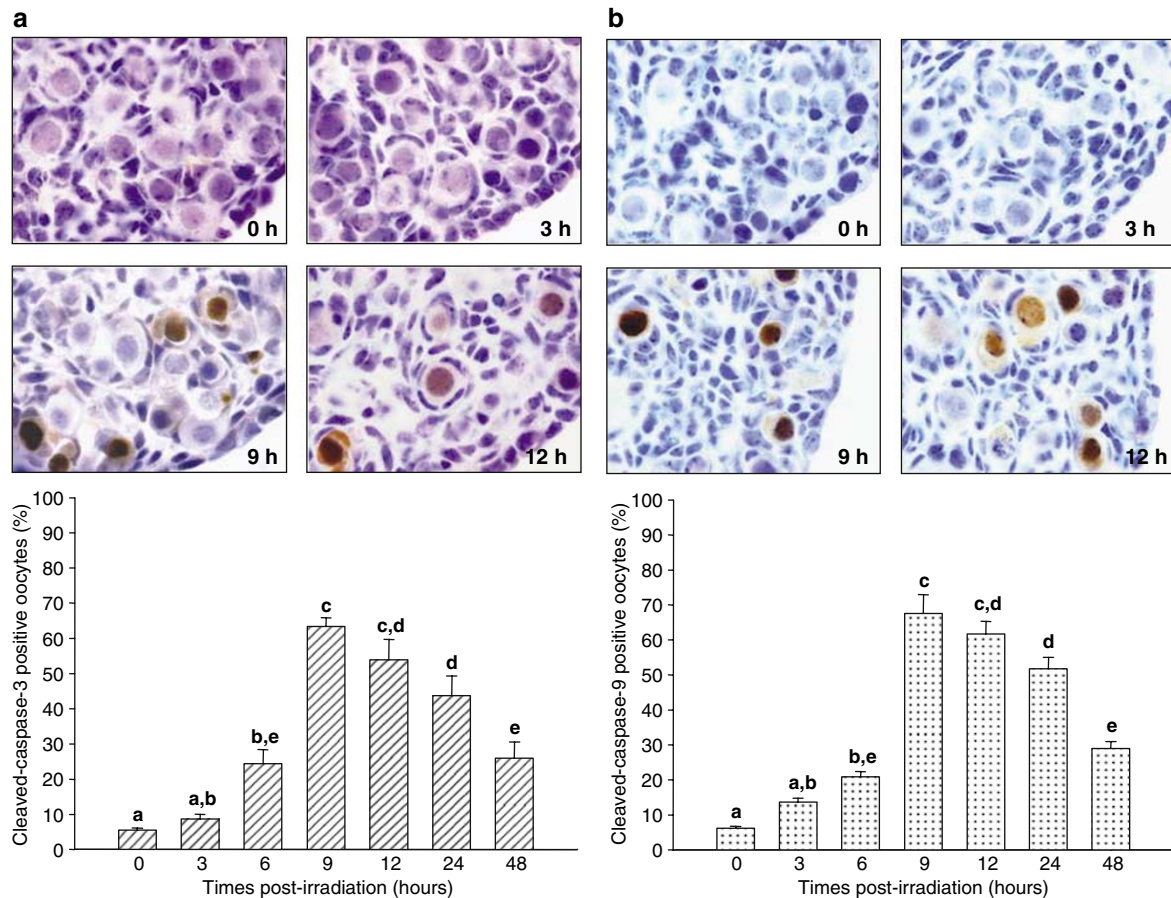 a
0 h
3 h
9 h
12 h
Cleaved-caspase-3 positive oocytes (%)
100
90
80
70
60
50
40
30
20
10
0
a
a,b
b,e
c
c,d
d
e
0 3 6 9 12 24 48
Times post-irradiation (hours)
b
0 h
3 h
9 h
12 h
Cleaved-caspase-9 positive oocytes (%)
100
90
80
70
60
50
40
30
20
10
0
a
a,b
b,e
c
c,d
d
e
0 3 6 9 12 24 48
Times post-irradiation (hours)